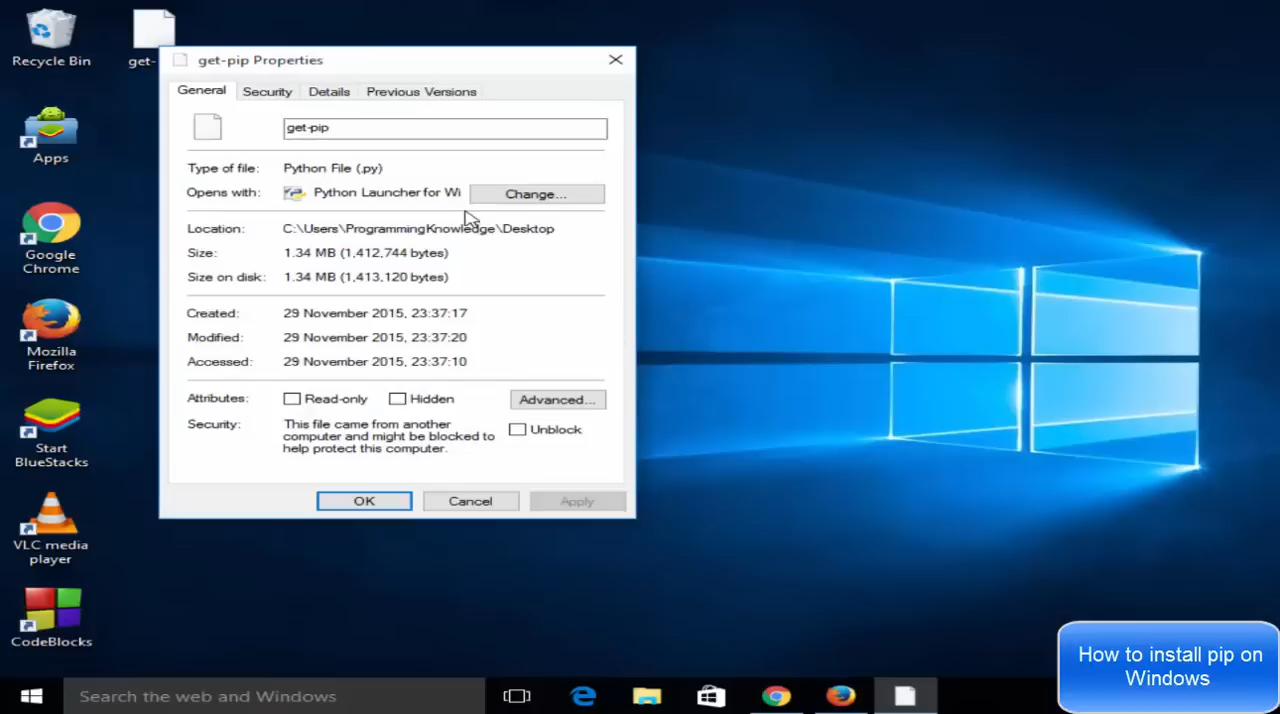 Recycle Bin
get-
Apps
Google
Chrome
Mozilla
Firefox
Start
BlueStacks
VLC media
player
CodeBlocks
get-pip Properties
General Security Details Previous Versions
get-pip
Type of file: Python File (.py)
Opens with: Python Launcher for Wi Change...
Location: C:\Users\ProgrammingKnowledge\Desktop
Size: 1.34 MB (1,412,744 bytes)
Size on disk: 1.34 MB (1,413,120 bytes)
Created: 29 November 2015, 23:37:17
Modified: 29 November 2015, 23:37:20
Accessed: 29 November 2015, 23:37:10
Attributes: Read-only Hidden Advanced...
Security: This file came from another
computer and might be blocked to
help protect this computer.
Unblock
OK Cancel Apply
How to install pip on
Windows
Search the web and Windows